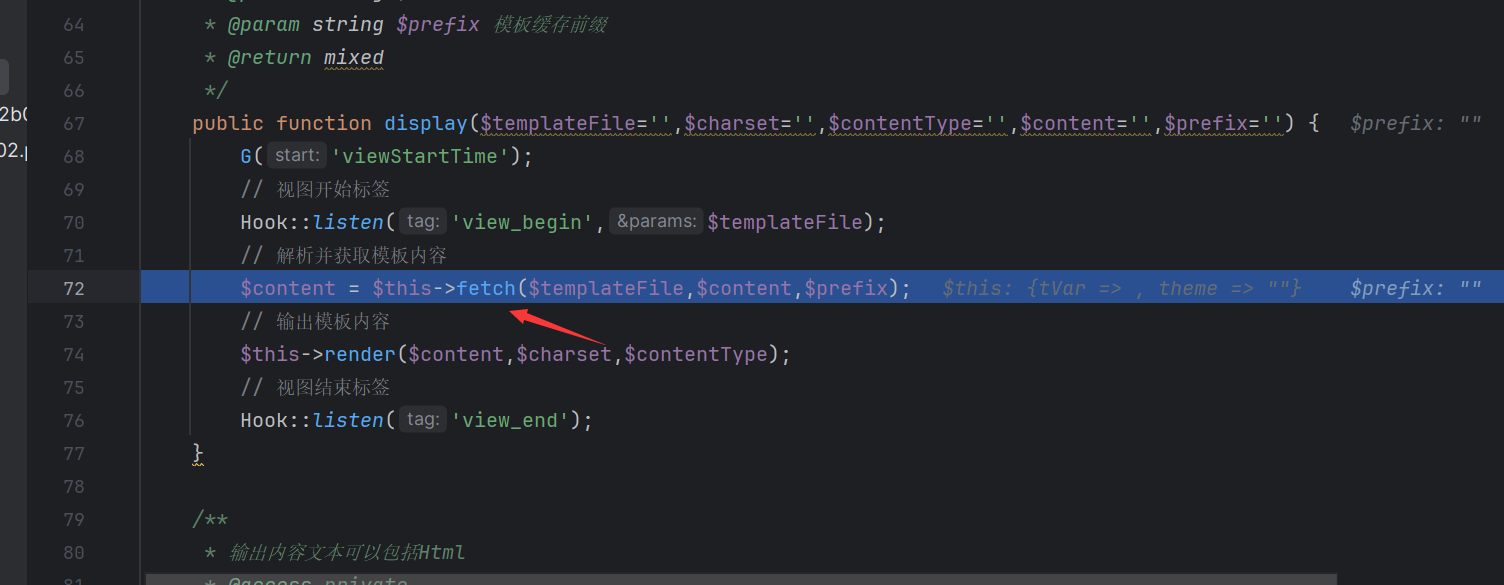 64 * @param string $prefix 模板缓存前缀
65 * @return mixed
66 */
67 public function display($templateFile='',$charset='',$contentType='',$content='',$prefix='') { $prefix: ""
68 G( start: 'viewStartTime');
69 // 视图开始标签
70 Hook::listen( tag: 'view_begin', &params: $templateFile);
71 // 解析并获取模板内容
72 $content = $this->fetch($templateFile,$content,$prefix); $this: {tVar => , theme => ""} $prefix: ""
73 // 输出模板内容
74 $this->render($content,$charset,$contentType);
75 // 视图结束标签
76 Hook::listen( tag: 'view_end');
77 }
78
79 /**
80 * 输出内容文本可以包括Html
81 * @access private